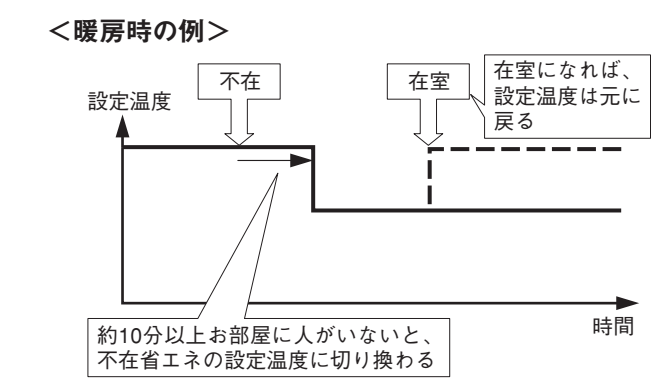 ＜暖房時の例＞
不在
在室
在室になれば、
設定温度は元に
戻る
設定温度
時間
約10分以上お部屋に人がいないと、
不在省エネの設定温度に切り換わる